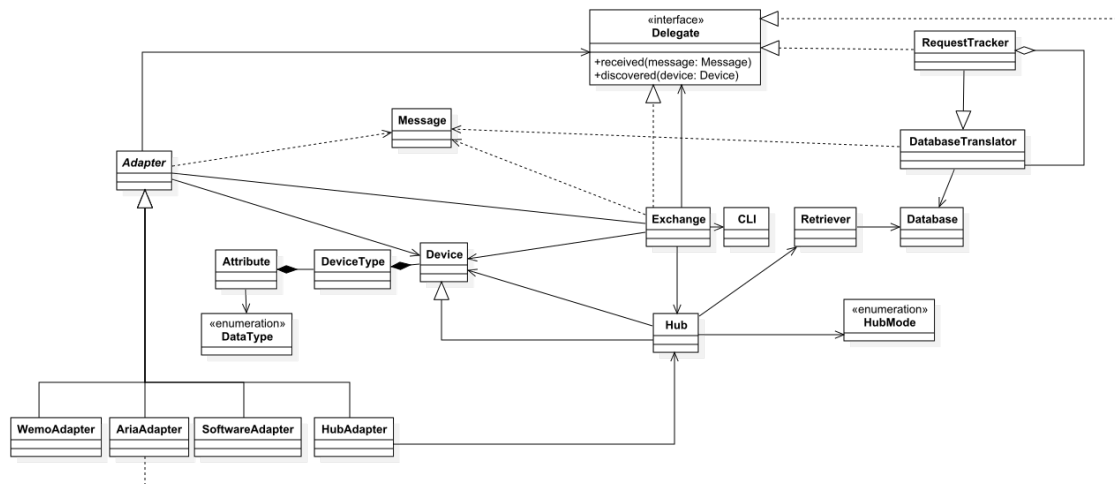 «interface»
Delegate
+received(message: Message)
+discovered(device: Device)
RequestTracker
Message
DatabaseTranslator
Adapter
Exchange
CLI
Retriever
Database
Attribute
DeviceType
Device
«enumeration»
DataType
Hub
«enumeration»
HubMode
WemoAdapter
AriaAdapter
SoftwareAdapter
HubAdapter